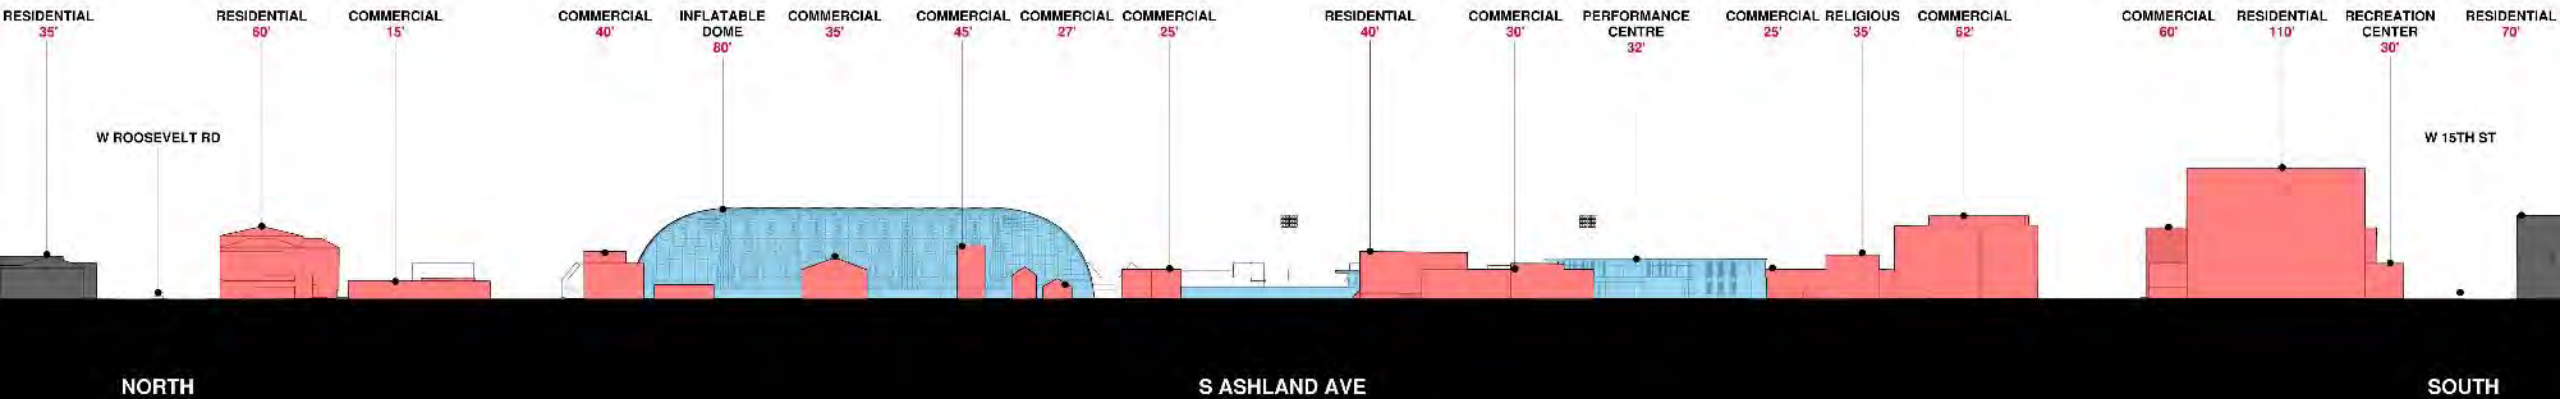 RESIDENTIAL
35'
W ROOSEVELT RD
RESIDENTIAL
60'
COMMERCIAL
15'
COMMERCIAL
40'
INFLATABLE
DOME
80'
COMMERCIAL
35'
COMMERCIAL
45'
COMMERCIAL
27'
COMMERCIAL
25'
RESIDENTIAL
40'
COMMERCIAL
30'
PERFORMANCE
CENTRE
32'
COMMERCIAL
25'
RELIGIOUS
35'
COMMERCIAL
62'
COMMERCIAL
60'
RESIDENTIAL
110'
RECREATION
CENTER
30'
RESIDENTIAL
70'
W 15TH ST
NORTH
S ASHLAND AVE
SOUTH